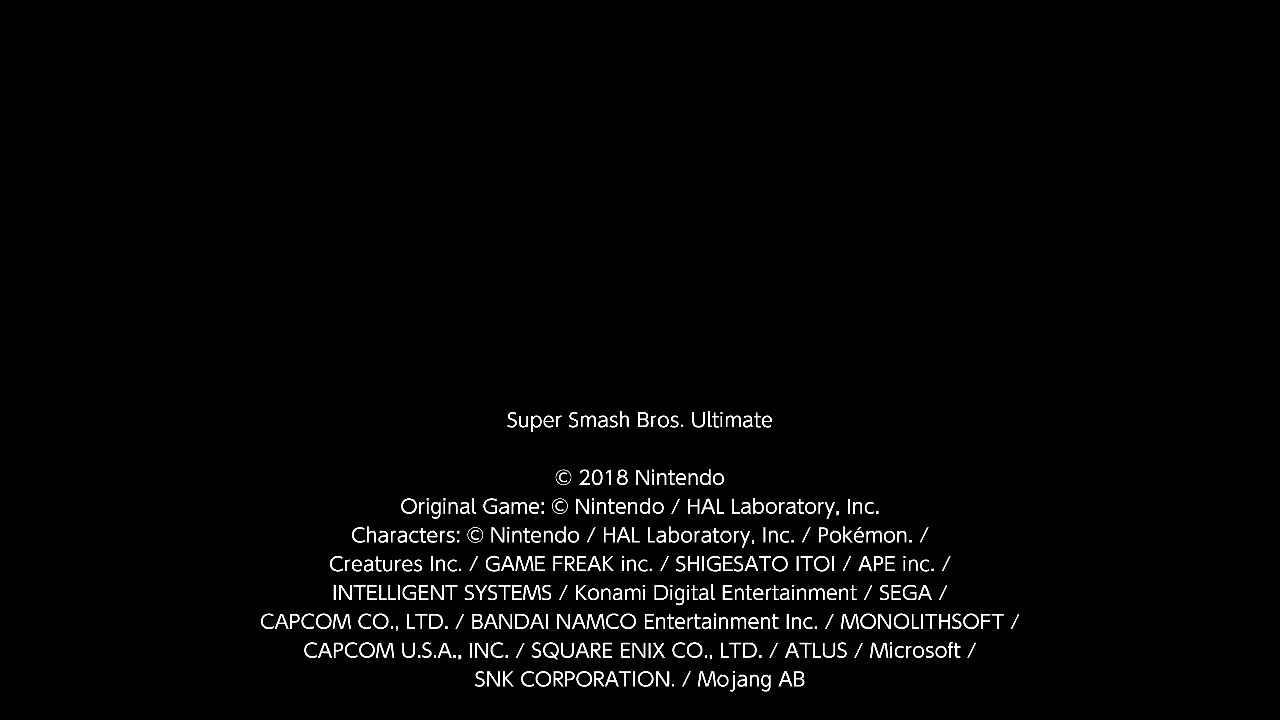 Super Smash Bros. Ultimate
© 2018 Nintendo
Original Game: © Nintendo / HAL Laboratory, Inc.
Characters: © Nintendo / HAL Laboratory, Inc. / Pokémon. /
Creatures Inc. / GAME FREAK inc. / SHIGESATO ITOI / APE inc. /
INTELLIGENT SYSTEMS / Konami Digital Entertainment / SEGA /
CAPCOM CO., LTD. / BANDAI NAMCO Entertainment Inc. / MONOLITHSOFT /
CAPCOM U.S.A., INC. / SQUARE ENIX CO., LTD. / ATLUS / Microsoft /
SNK CORPORATION. / Mojang AB